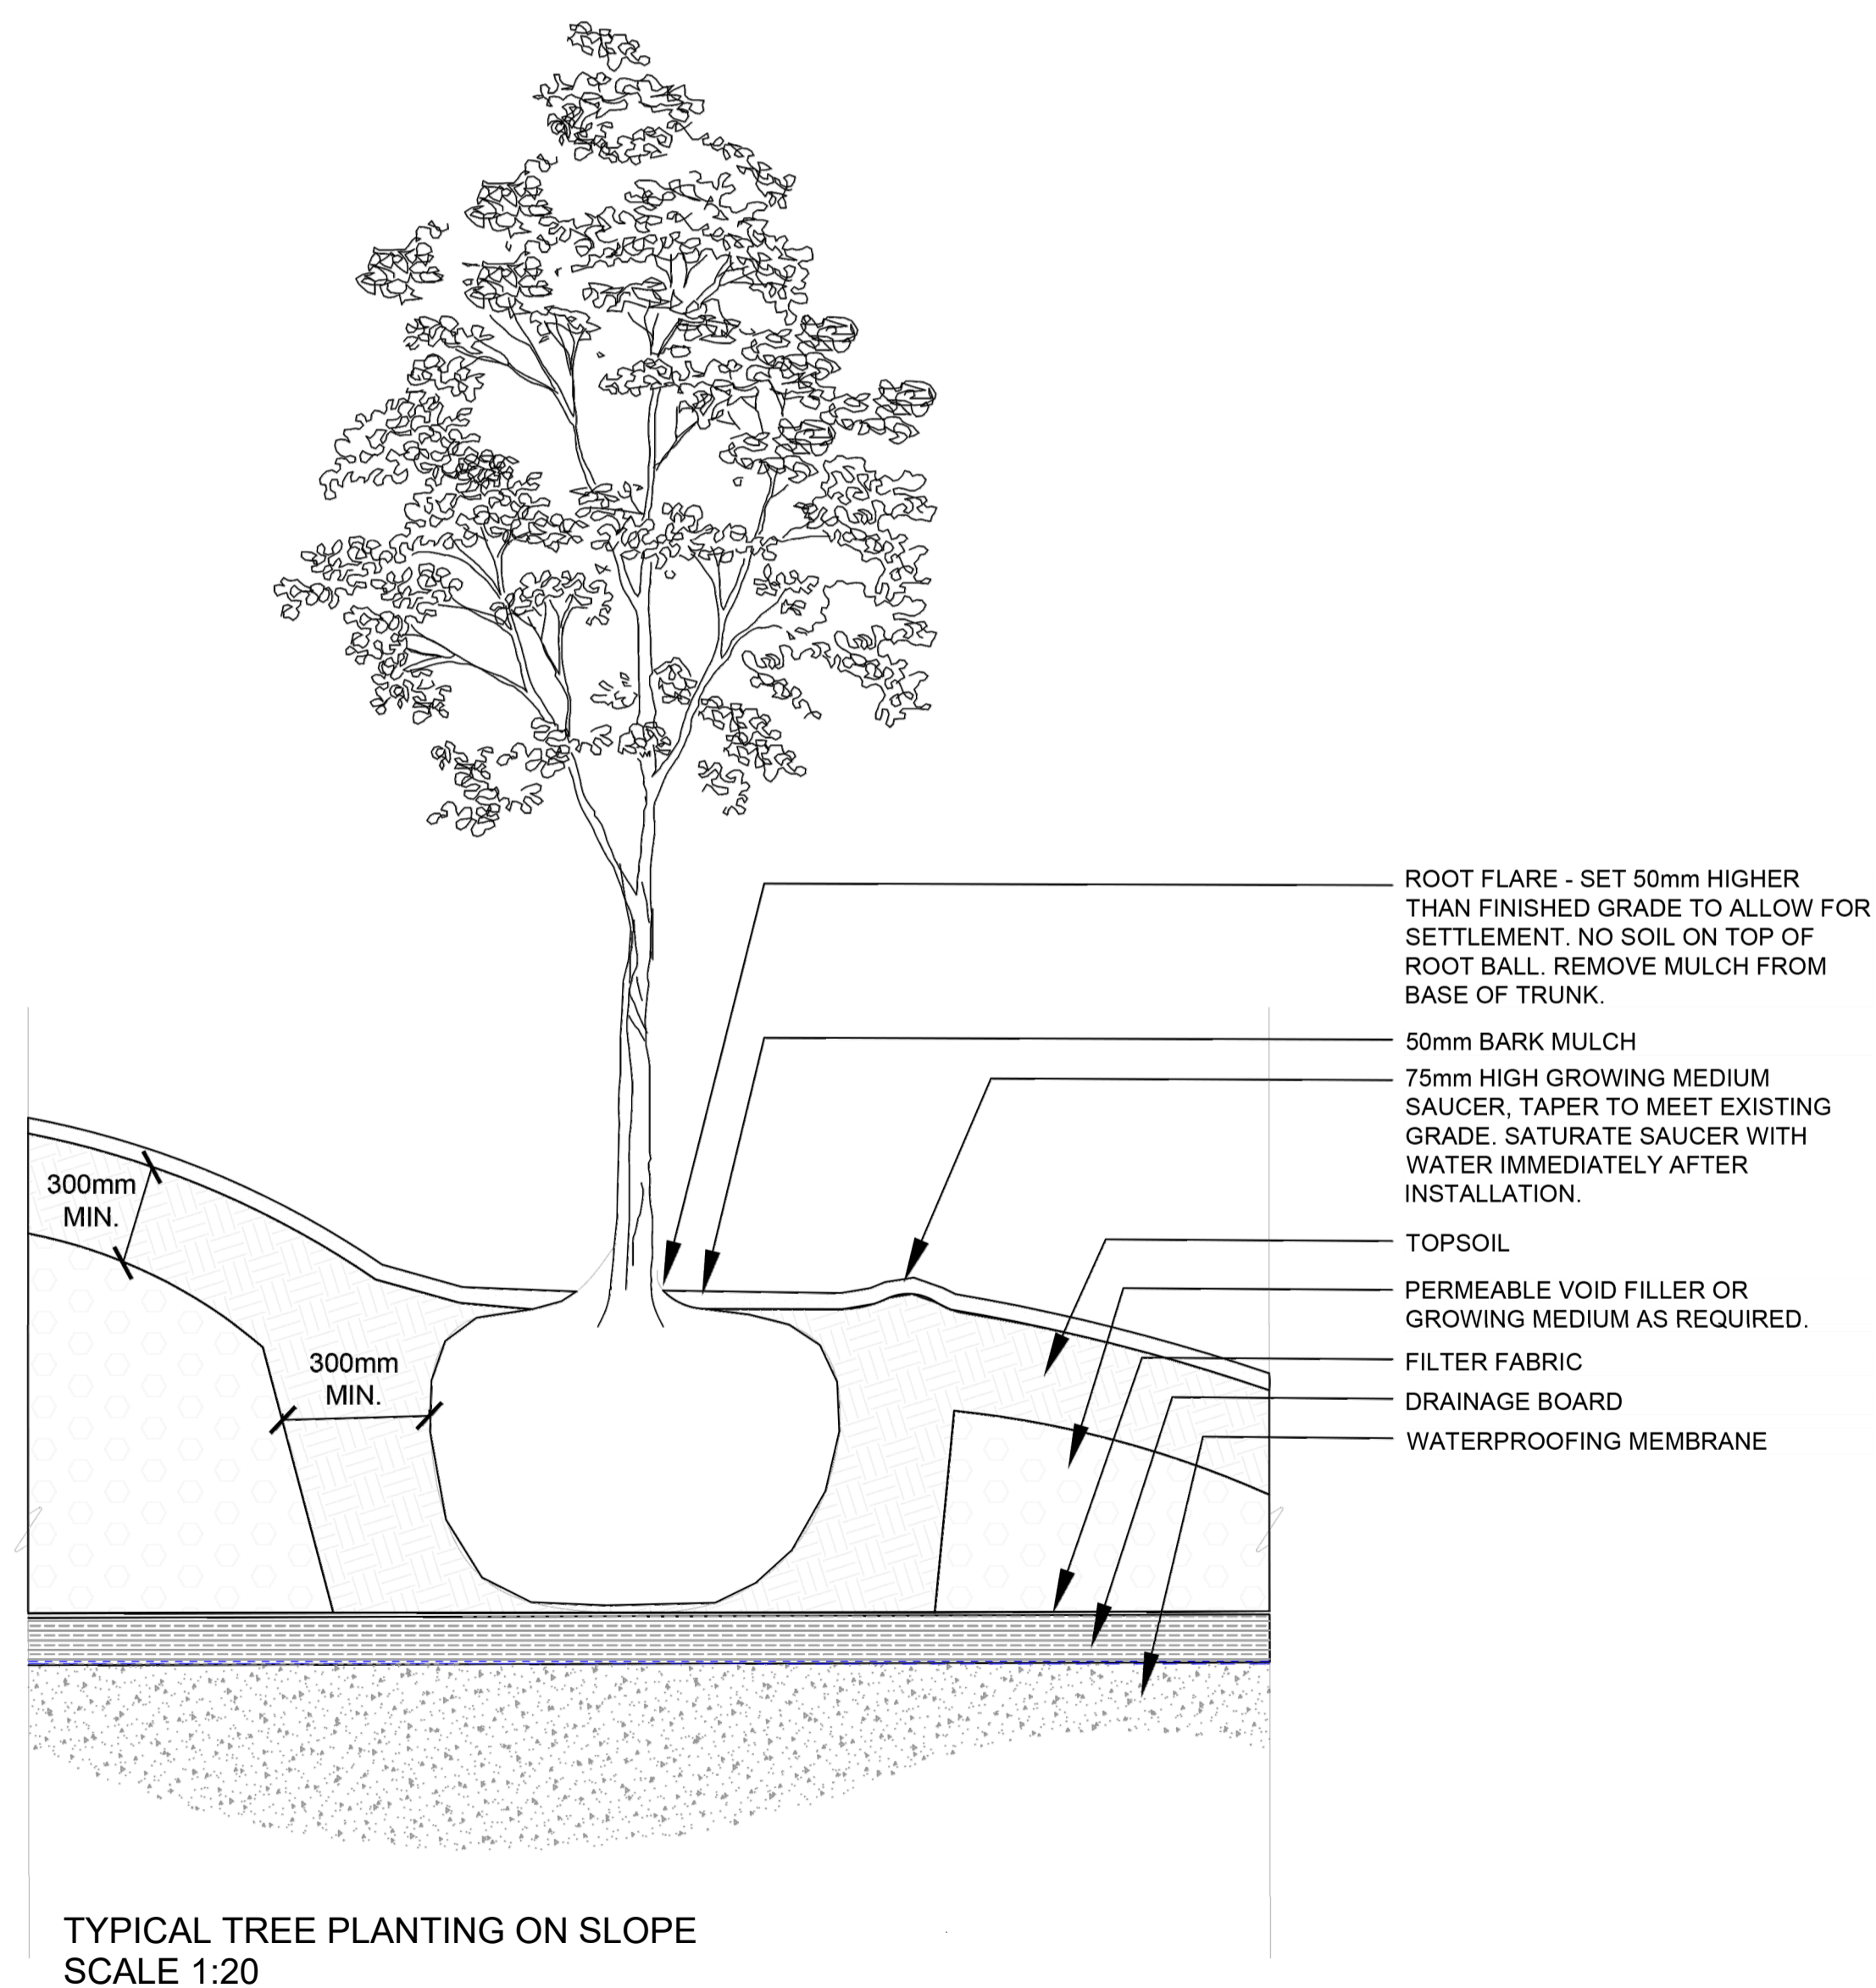 ROOT FLARE - SET 50mm HIGHER
THAN FINISHED GRADE TO ALLOW FOR
SETTLEMENT. NO SOIL ON TOP OF
ROOT BALL. REMOVE MULCH FROM
BASE OF TRUNK.
50mm BARK MULCH
75mm HIGH GROWING MEDIUM
SAUCER, TAPER TO MEET EXISTING
GRADE. SATURATE SAUCER WITH
WATER IMMEDIATELY AFTER
INSTALLATION.
300mm
MIN.
TOPSOIL
PERMEABLE VOID FILLER OR
GROWING MEDIUM AS REQUIRED.
300mm
MIN.
FILTER FABRIC
DRAINAGE BOARD
WATERPROOFING MEMBRANE
TYPICAL TREE PLANTING ON SLOPE
SCALE 1:20